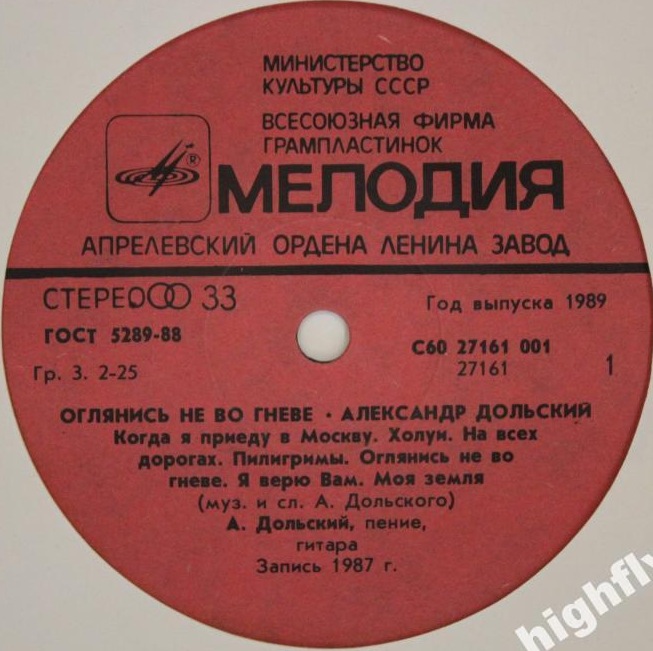 МИНИСТЕРСТВО
КУЛЬТУРЫ СССР
ВСЕСОЮЗНАЯ ФИРМА
ГРАМПЛАСТИНОК
®
МЕЛОДИЯ
АПРЕЛЕВСКИЙ ОРДЕНА ЛЕНИНА ЗАВОД
СТЕРЕО 33
Год выпуска 1989
ГОСТ 5289-88
С60 27161 001
Гр. 3. 2-25
27161
1
ОГЛЯНИСЬ НЕ ВО ГНЕВЕ · АЛЕКСАНДР ДОЛЬСКИЙ
Когда я приеду в Москву. Холуи. На всех
дорогах. Пилигримы. Оглянись не во
гневе. Я верю Вам. Моя земля
(муз. и сл. А. Дольского)
А. Дольский, пение,
гитара
Запись 1987 г.
highfly